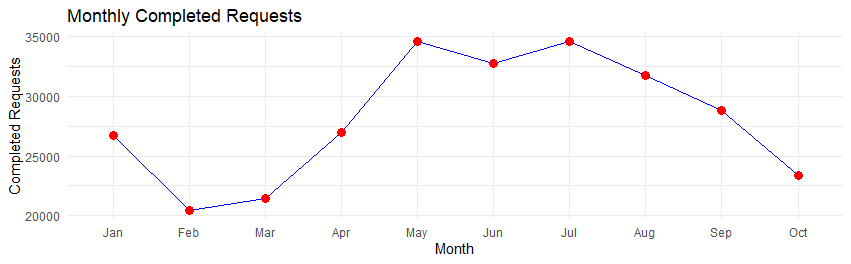 Monthly Completed Requests
Completed Requests
35000
30000
25000
20000
Jan Feb Mar Apr May Jun Jul Aug Sep Oct
Month